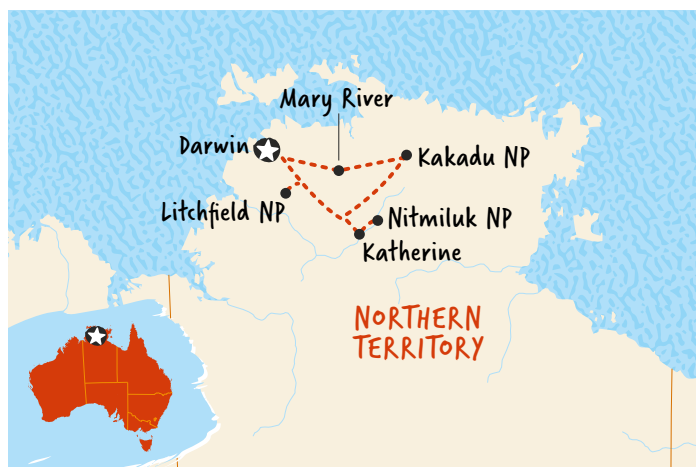 Mary River
Darwin
Kakadu NP
Litchfield NP
Nitmiluk NP
Katherine
NORTHERN
TERRITORY